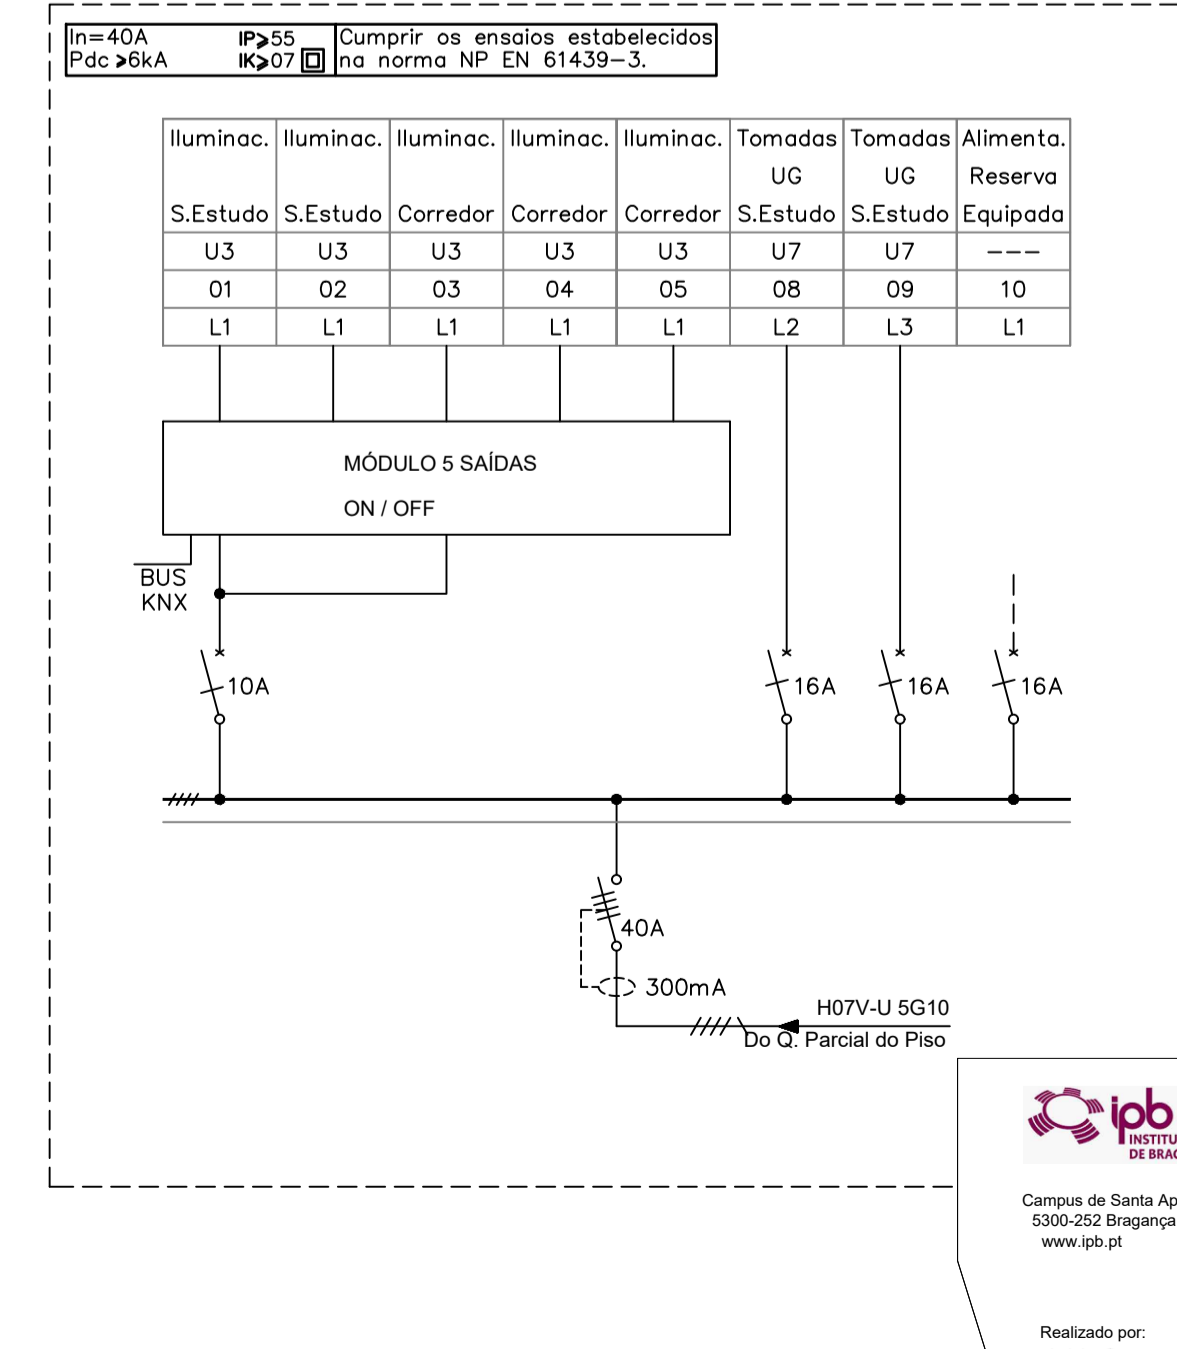 In=40A IP≥55 Cumprir os ensaios estabelecidos
Pdc ≥6kA IK≥07 na norma NP EN 61439-3.
Iluminac. Iluminac. Iluminac. Iluminac. Iluminac. Tomadas Tomadas Alimenta.
UG UG Reserva
S.Estudo S.Estudo Corredor Corredor Corredor S.Estudo S.Estudo Equipada
U3 U3 U3 U3 U3 U7 U7 ---
01 02 03 04 05 08 09 10
L1 L1 L1 L1 L1 L2 L3 L1
MÓDULO 5 SAÍDAS
ON / OFF
BUS
KNX
10A 16A 16A 16A
40A
300mA
H07V-U 5G10
Do Q. Parcial do Piso
ipb
INSTITU
DE BRAG
Campus de Santa Ap
5300-252 Bragança
www.ipb.pt
Realizado por: